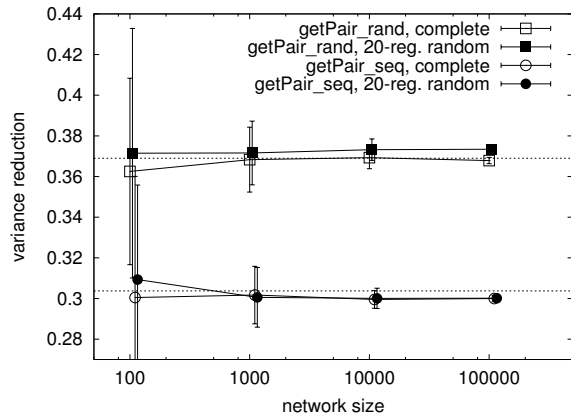 0.44
0.42
0.4
0.38
0.36
0.34
0.32
0.3
0.28
variance reduction
getPair_rand, complete
getPair_rand, 20-reg. random
getPair_seq, complete
getPair_seq, 20-reg. random
100
1000
10000
100000
network size